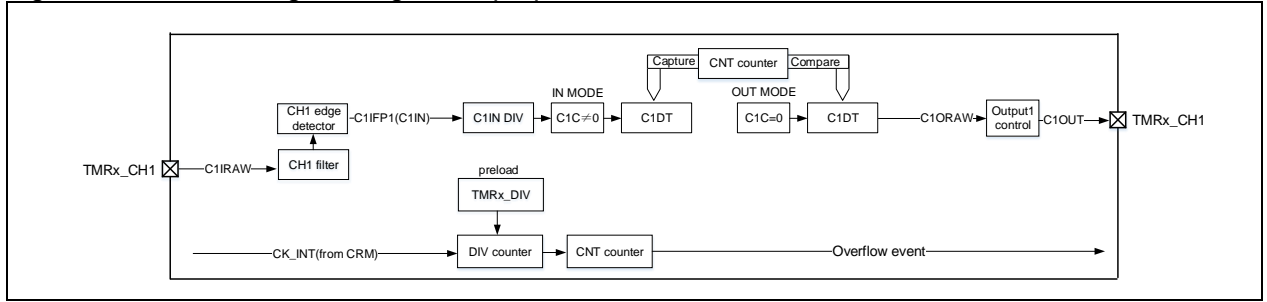 Capture
CNT counter
Compare
IN MODE
OUT MODE
CH1 edge
detector
C1IFP1(C1IN)
C1IN DIV
C1C≠0
C1DT
C1C=0
C1DT
C1ORAW
Output1
control
C1OUT
TMRx_CH1
TMRx_CH1
C1IRAW
CH1 filter
preload
TMRx_DIV
CK_INT(from CRM)
DIV counter
CNT counter
Overflow event